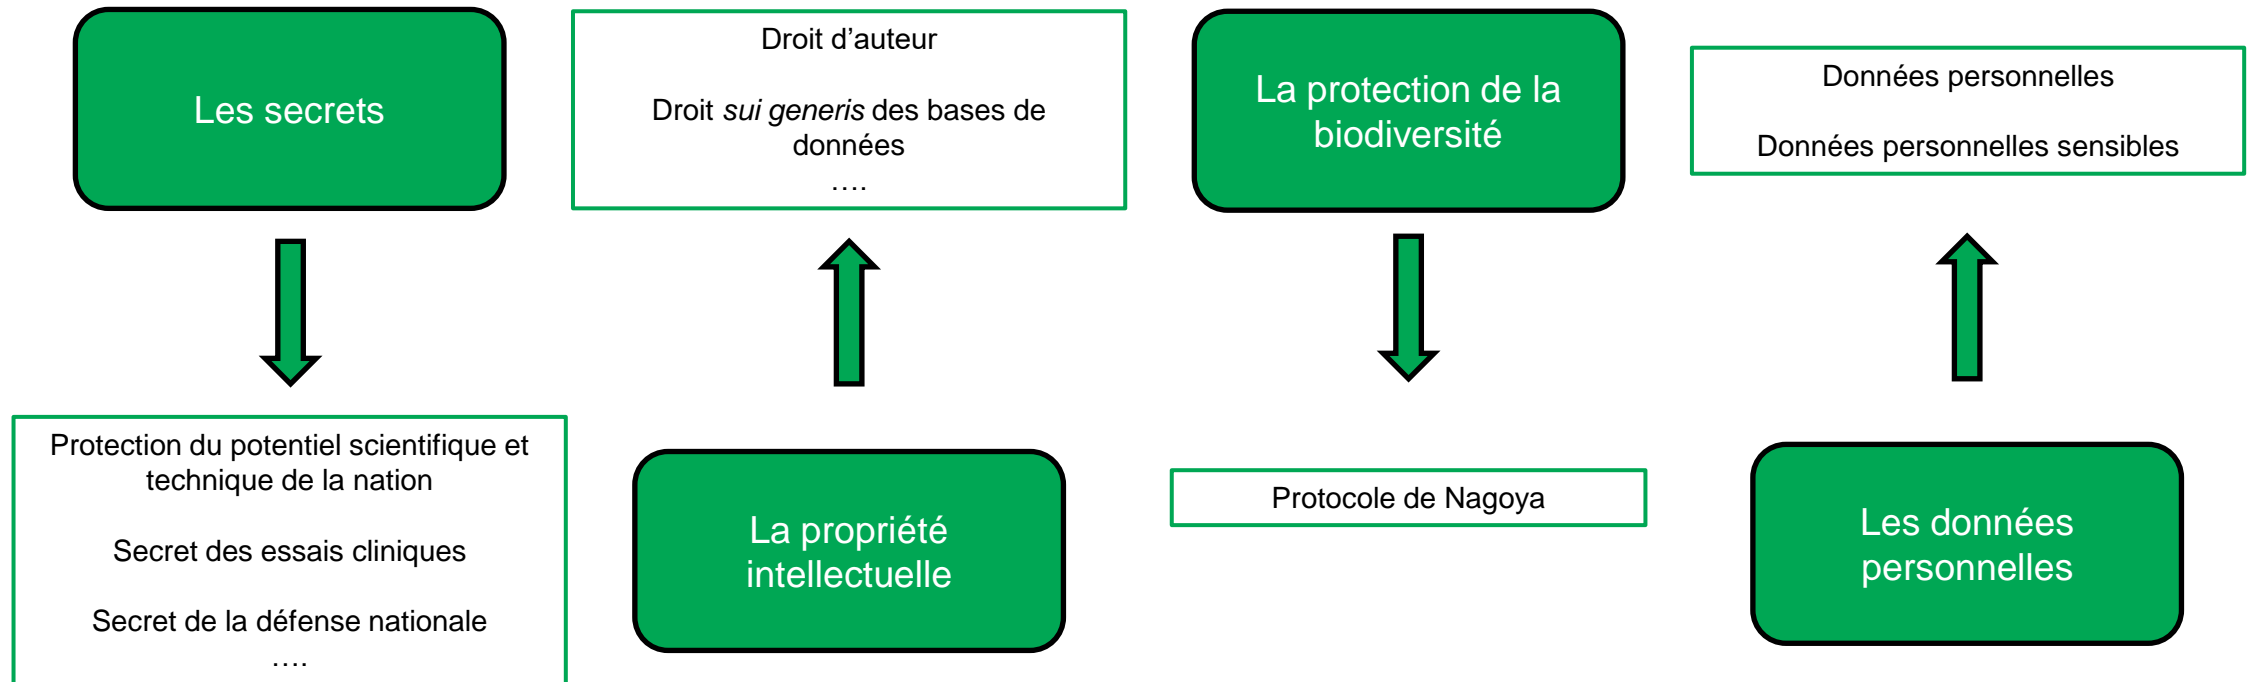 Les secrets
Protection du potentiel scientifique et
technique de la nation
Secret des essais cliniques
Secret de la défense nationale
….
Droit d’auteur
Droit sui generis des bases de
données
….
La propriété
intellectuelle
La protection de la
biodiversité
Protocole de Nagoya
Données personnelles
Données personnelles sensibles
Les données
personnelles